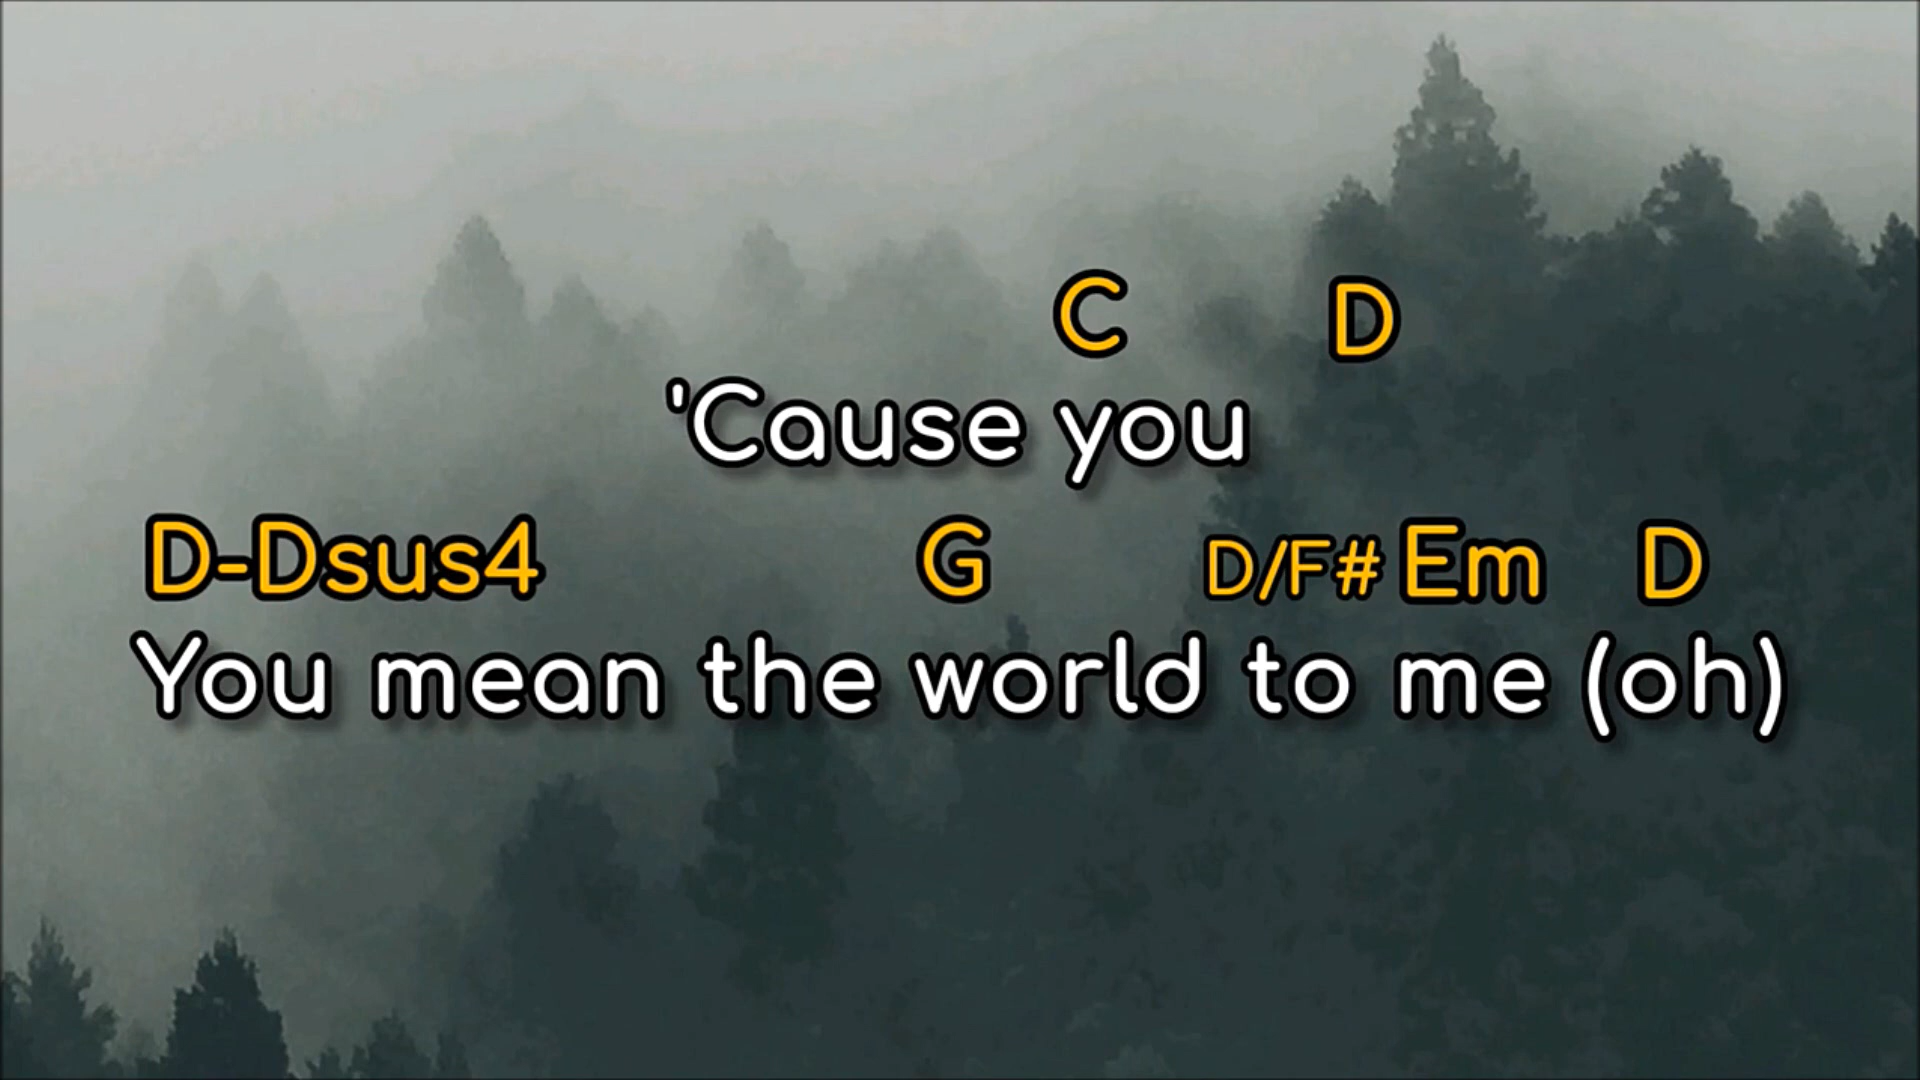 C D
'Cause you
D-Dsus4 G D/F# Em D
You mean the world to me (oh)